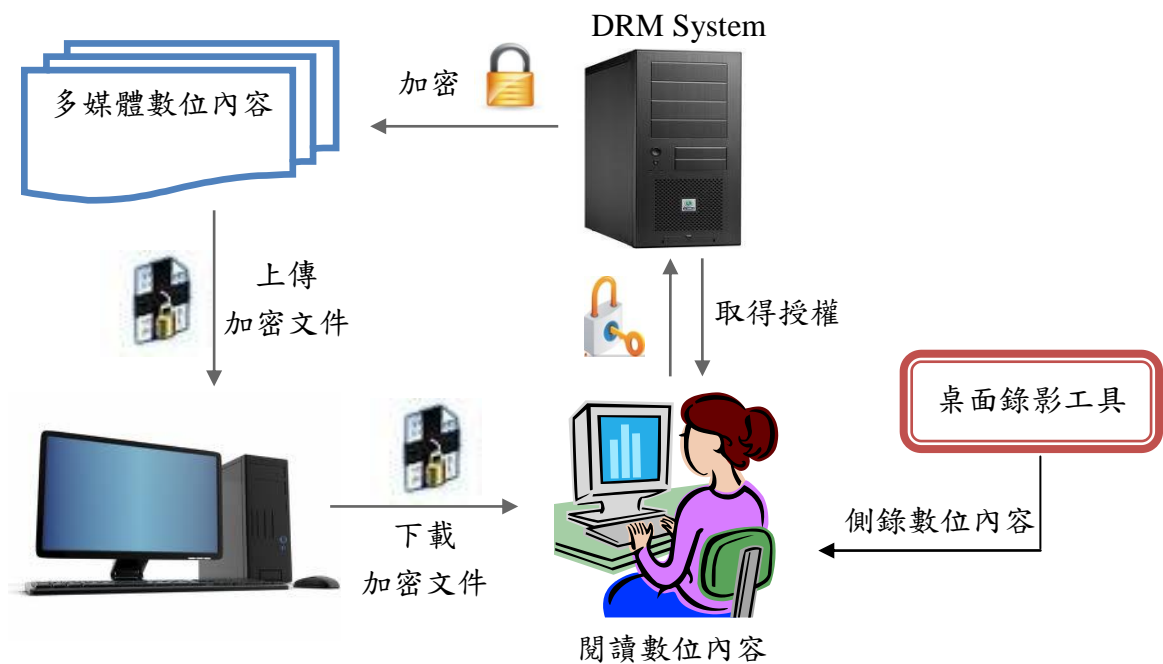 DRM System
加密
多媒體數位內容
上傳
加密文件
取得授權
桌面錄影工具
側錄數位內容
下載
加密文件
閱讀數位內容